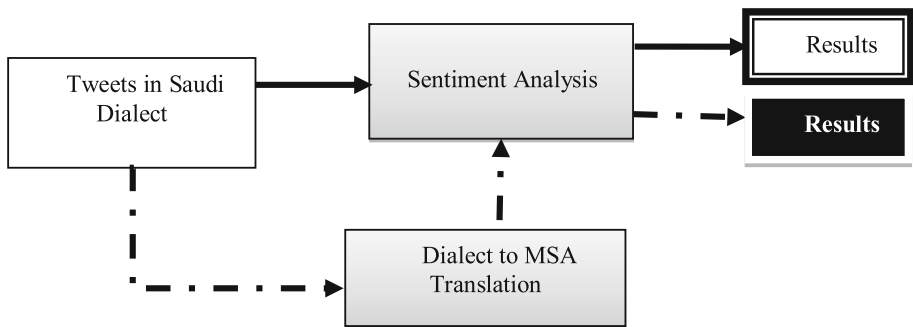 Tweets in Saudi
Dialect
Sentiment Analysis
Results
Results
Dialect to MSA
Translation